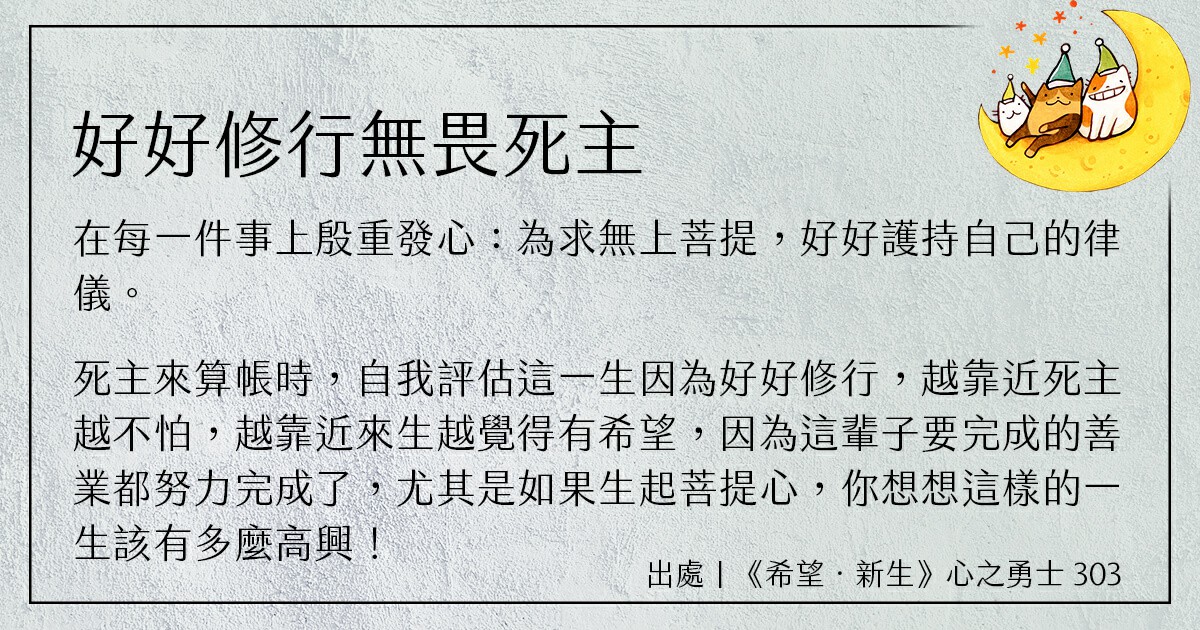 好好修行無畏死主
在每一件事上殷重發心：為求無上菩提，好好護持自己的律
儀。
死主來算帳時，自我評估這一生因為好好修行，越靠近死主
越不怕，越靠近來生越覺得有希望，因為這輩子要完成的善
業都努力完成了，尤其是如果生起菩提心，你想想這樣的一
生該有多麼高興！
出處｜《希望．新生》心之勇士 303